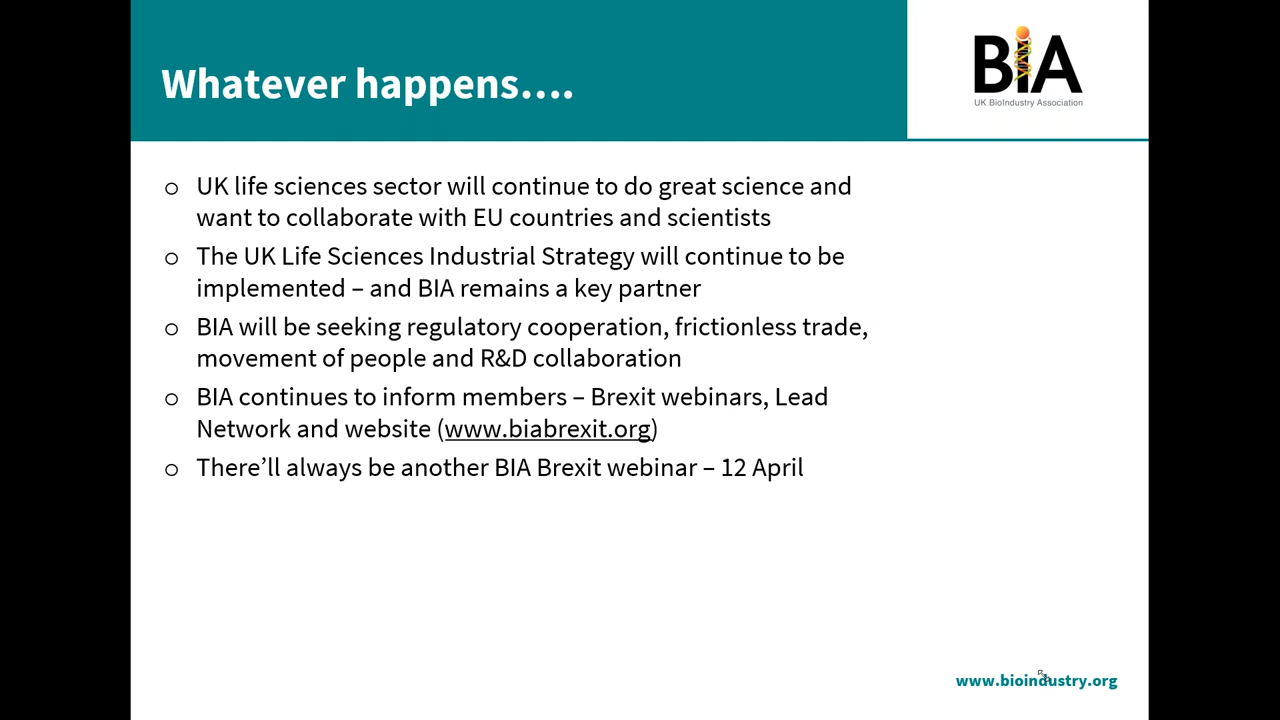 Whatever happens....
BIA
UK BioIndustry Association
o UK life sciences sector will continue to do great science and
want to collaborate with EU countries and scientists
o The UK Life Sciences Industrial Strategy will continue to be
implemented – and BIA remains a key partner
o BIA will be seeking regulatory cooperation, frictionless trade,
movement of people and R&D collaboration
o BIA continues to inform members – Brexit webinars, Lead
Network and website (www.biabrexit.org)
o There’ll always be another BIA Brexit webinar – 12 April
www.bioindustry.org